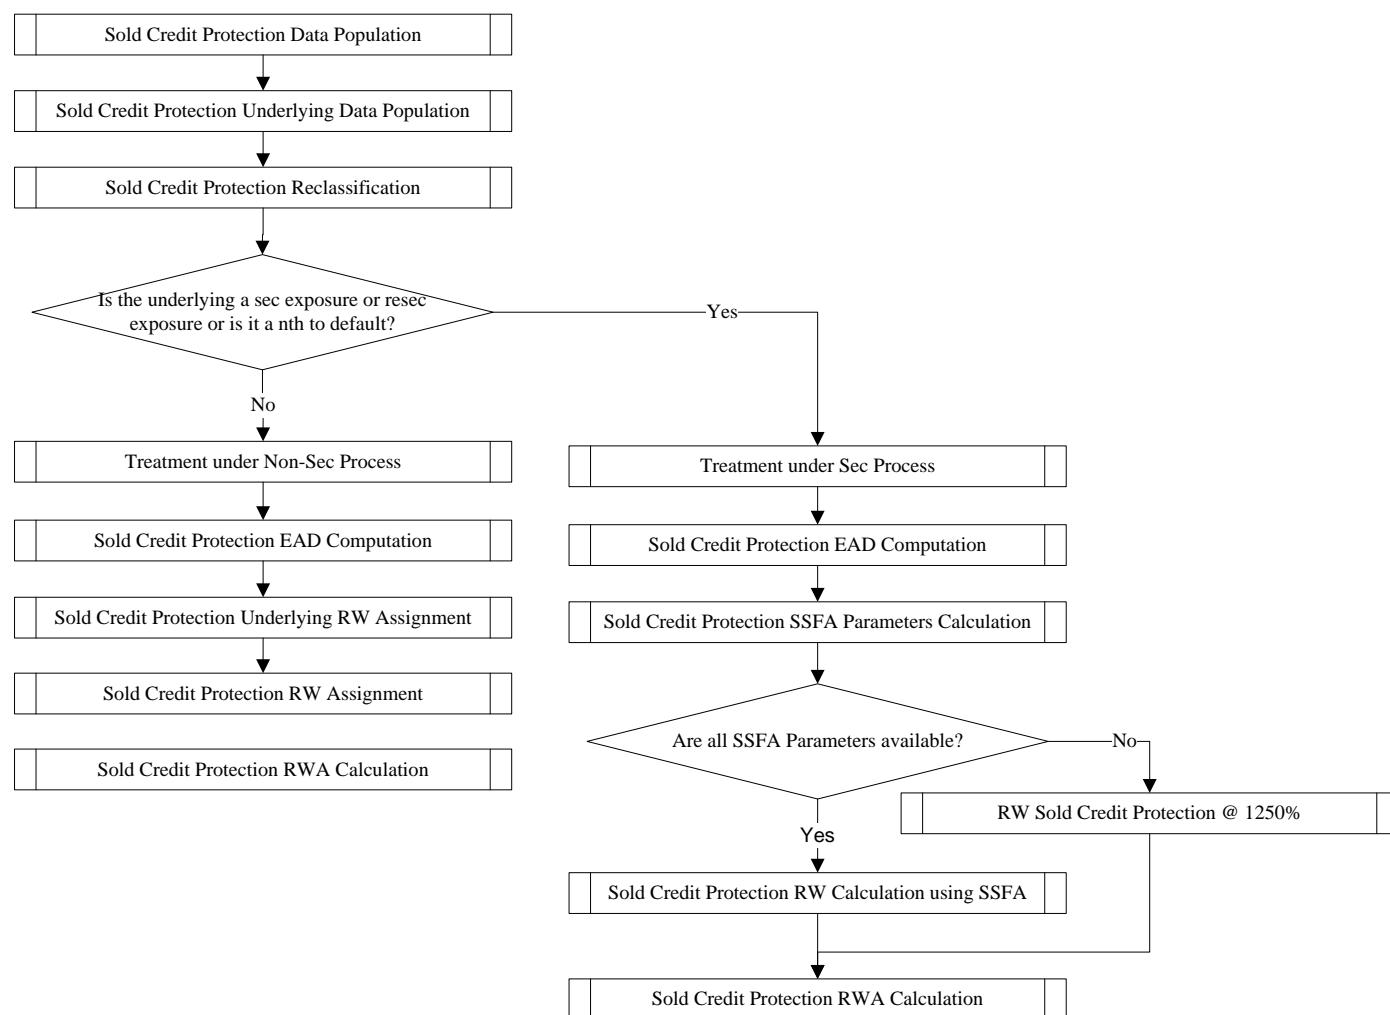 Sold Credit Protection Data Population
Sold Credit Protection Underlying Data Population
Sold Credit Protection Reclassification
Is the underlying a sec exposure or resec
exposure or is it a nth to default?
Yes
No
Treatment under Non-Sec Process
Sold Credit Protection EAD Computation
Sold Credit Protection Underlying RW Assignment
Sold Credit Protection RW Assignment
Sold Credit Protection RWA Calculation
Treatment under Sec Process
Sold Credit Protection EAD Computation
Sold Credit Protection SSFA Parameters Calculation
Are all SSFA Parameters available?
No
RW Sold Credit Protection @ 1250%
Yes
Sold Credit Protection RW Calculation using SSFA
Sold Credit Protection RWA Calculation